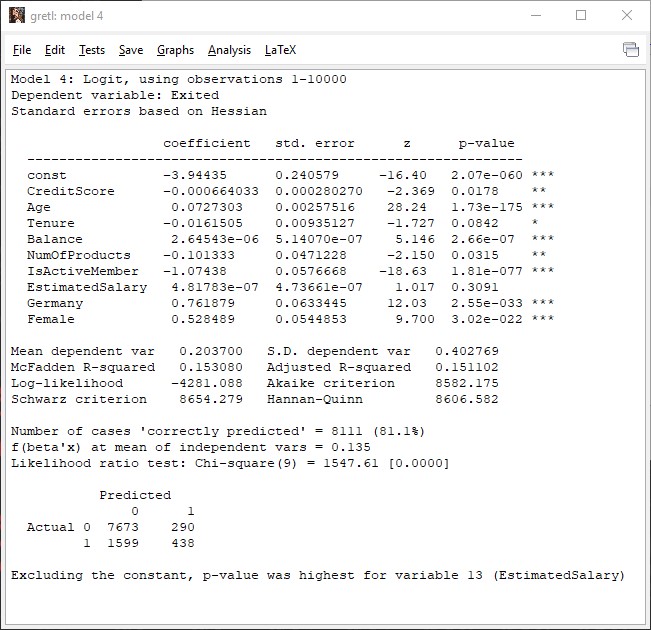 gretl: model 4
File Edit Tests Save Graphs Analysis LaTeX
Model 4: Logit, using observations 1-10000
Dependent variable: Exited
Standard errors based on Hessian
coefficient std. error z p-value
---------------------------------------------------------------
const -3.94435 0.240579 -16.40 2.07e-060 ***
CreditScore -0.000664033 0.000280270 -2.369 0.0178 **
Age 0.0727303 0.00257516 28.24 1.73e-175 ***
Tenure -0.0161505 0.00935127 -1.727 0.0842 *
Balance 2.64543e-06 5.14070e-07 5.146 2.66e-07 ***
NumOfProducts -0.101333 0.0471228 -2.150 0.0315 **
IsActiveMember -1.07438 0.0576668 -18.63 1.81e-077 ***
EstimatedSalary 4.81783e-07 4.73661e-07 1.017 0.3091
Germany 0.761879 0.0633445 12.03 2.55e-033 ***
Female 0.528489 0.0544853 9.700 3.02e-022 ***
Mean dependent var 0.203700 S.D. dependent var 0.402769
McFadden R-squared 0.153080 Adjusted R-squared 0.151102
Log-likelihood -4281.088 Akaike criterion 8582.175
Schwarz criterion 8654.279 Hannan-Quinn 8606.582
Number of cases 'correctly predicted' = 8111 (81.1%)
f(beta'x) at mean of independent vars = 0.135
Likelihood ratio test: Chi-square(9) = 1547.61 [0.0000]
Predicted
0 1
Actual 0 7673 290
1 1599 438
Excluding the constant, p-value was highest for variable 13 (EstimatedSalary)